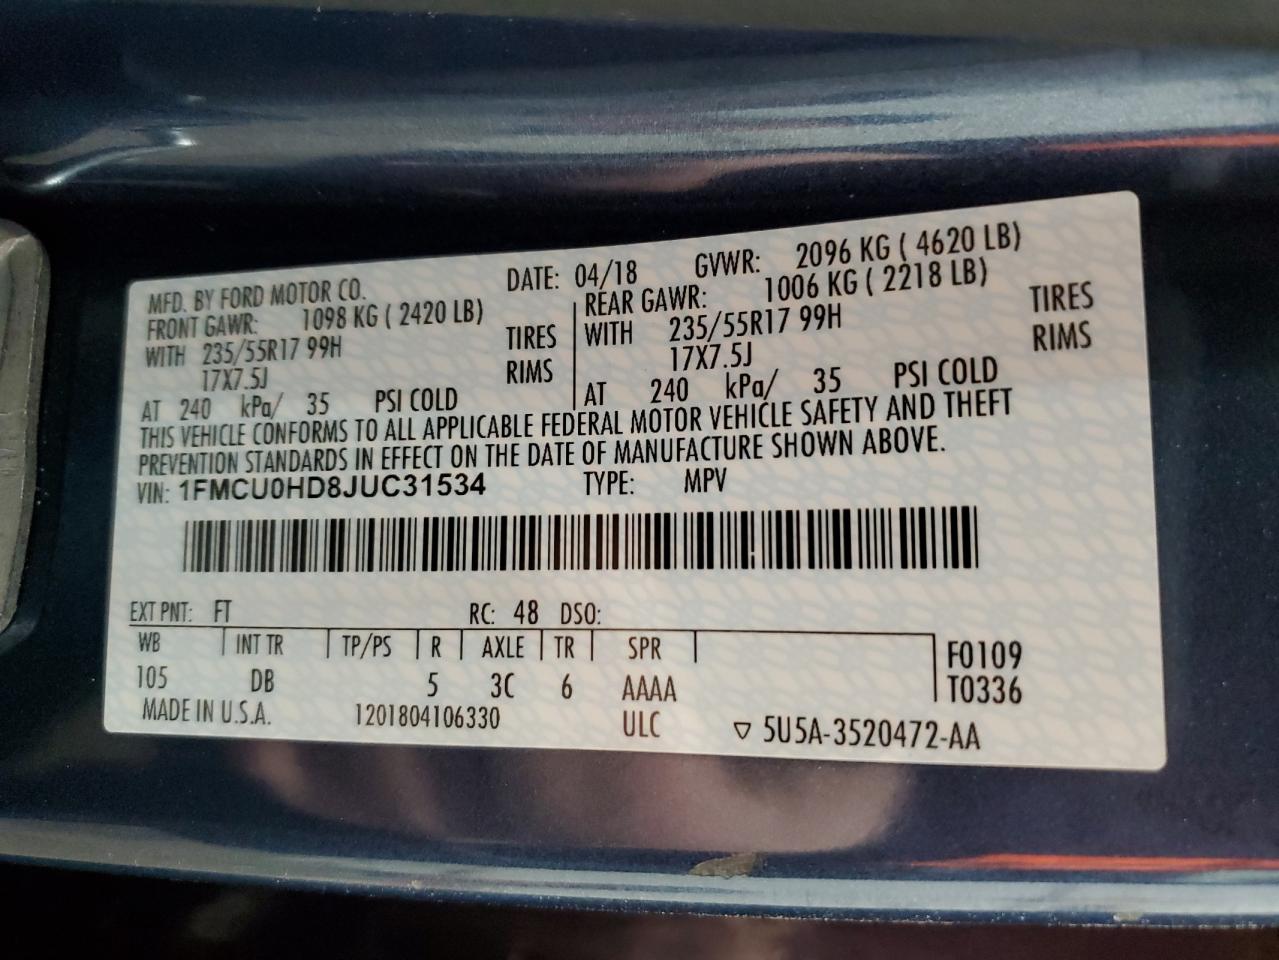 MFD. BY FORD MOTOR CO. DATE: 04/18 GVWR: 2096 KG ( 4620 LB)
FRONT GAWR: 1098 KG ( 2420 LB) REAR GAWR: 1006 KG ( 2218 LB)
WITH 235/55R17 99H TIRES WITH 235/55R17 99H TIRES
17X7.5J RIMS 17X7.5J RIMS
AT 240 kPa/ 35 PSI COLD AT 240 kPa/ 35 PSI COLD
THIS VEHICLE CONFORMS TO ALL APPLICABLE FEDERAL MOTOR VEHICLE SAFETY AND THEFT
PREVENTION STANDARDS IN EFFECT ON THE DATE OF MANUFACTURE SHOWN ABOVE.
VIN: 1FMCU0HD8JUC31534 TYPE: MPV
EXT PNT: FT RC: 48 DSO:
WB INT TR TP/PS R AXLE TR SPR F0109
105 DB 5 3C 6 AAAA T0336
MADE IN U.S.A. 1201804106330 ULC ▽ 5U5A-3520472-AA